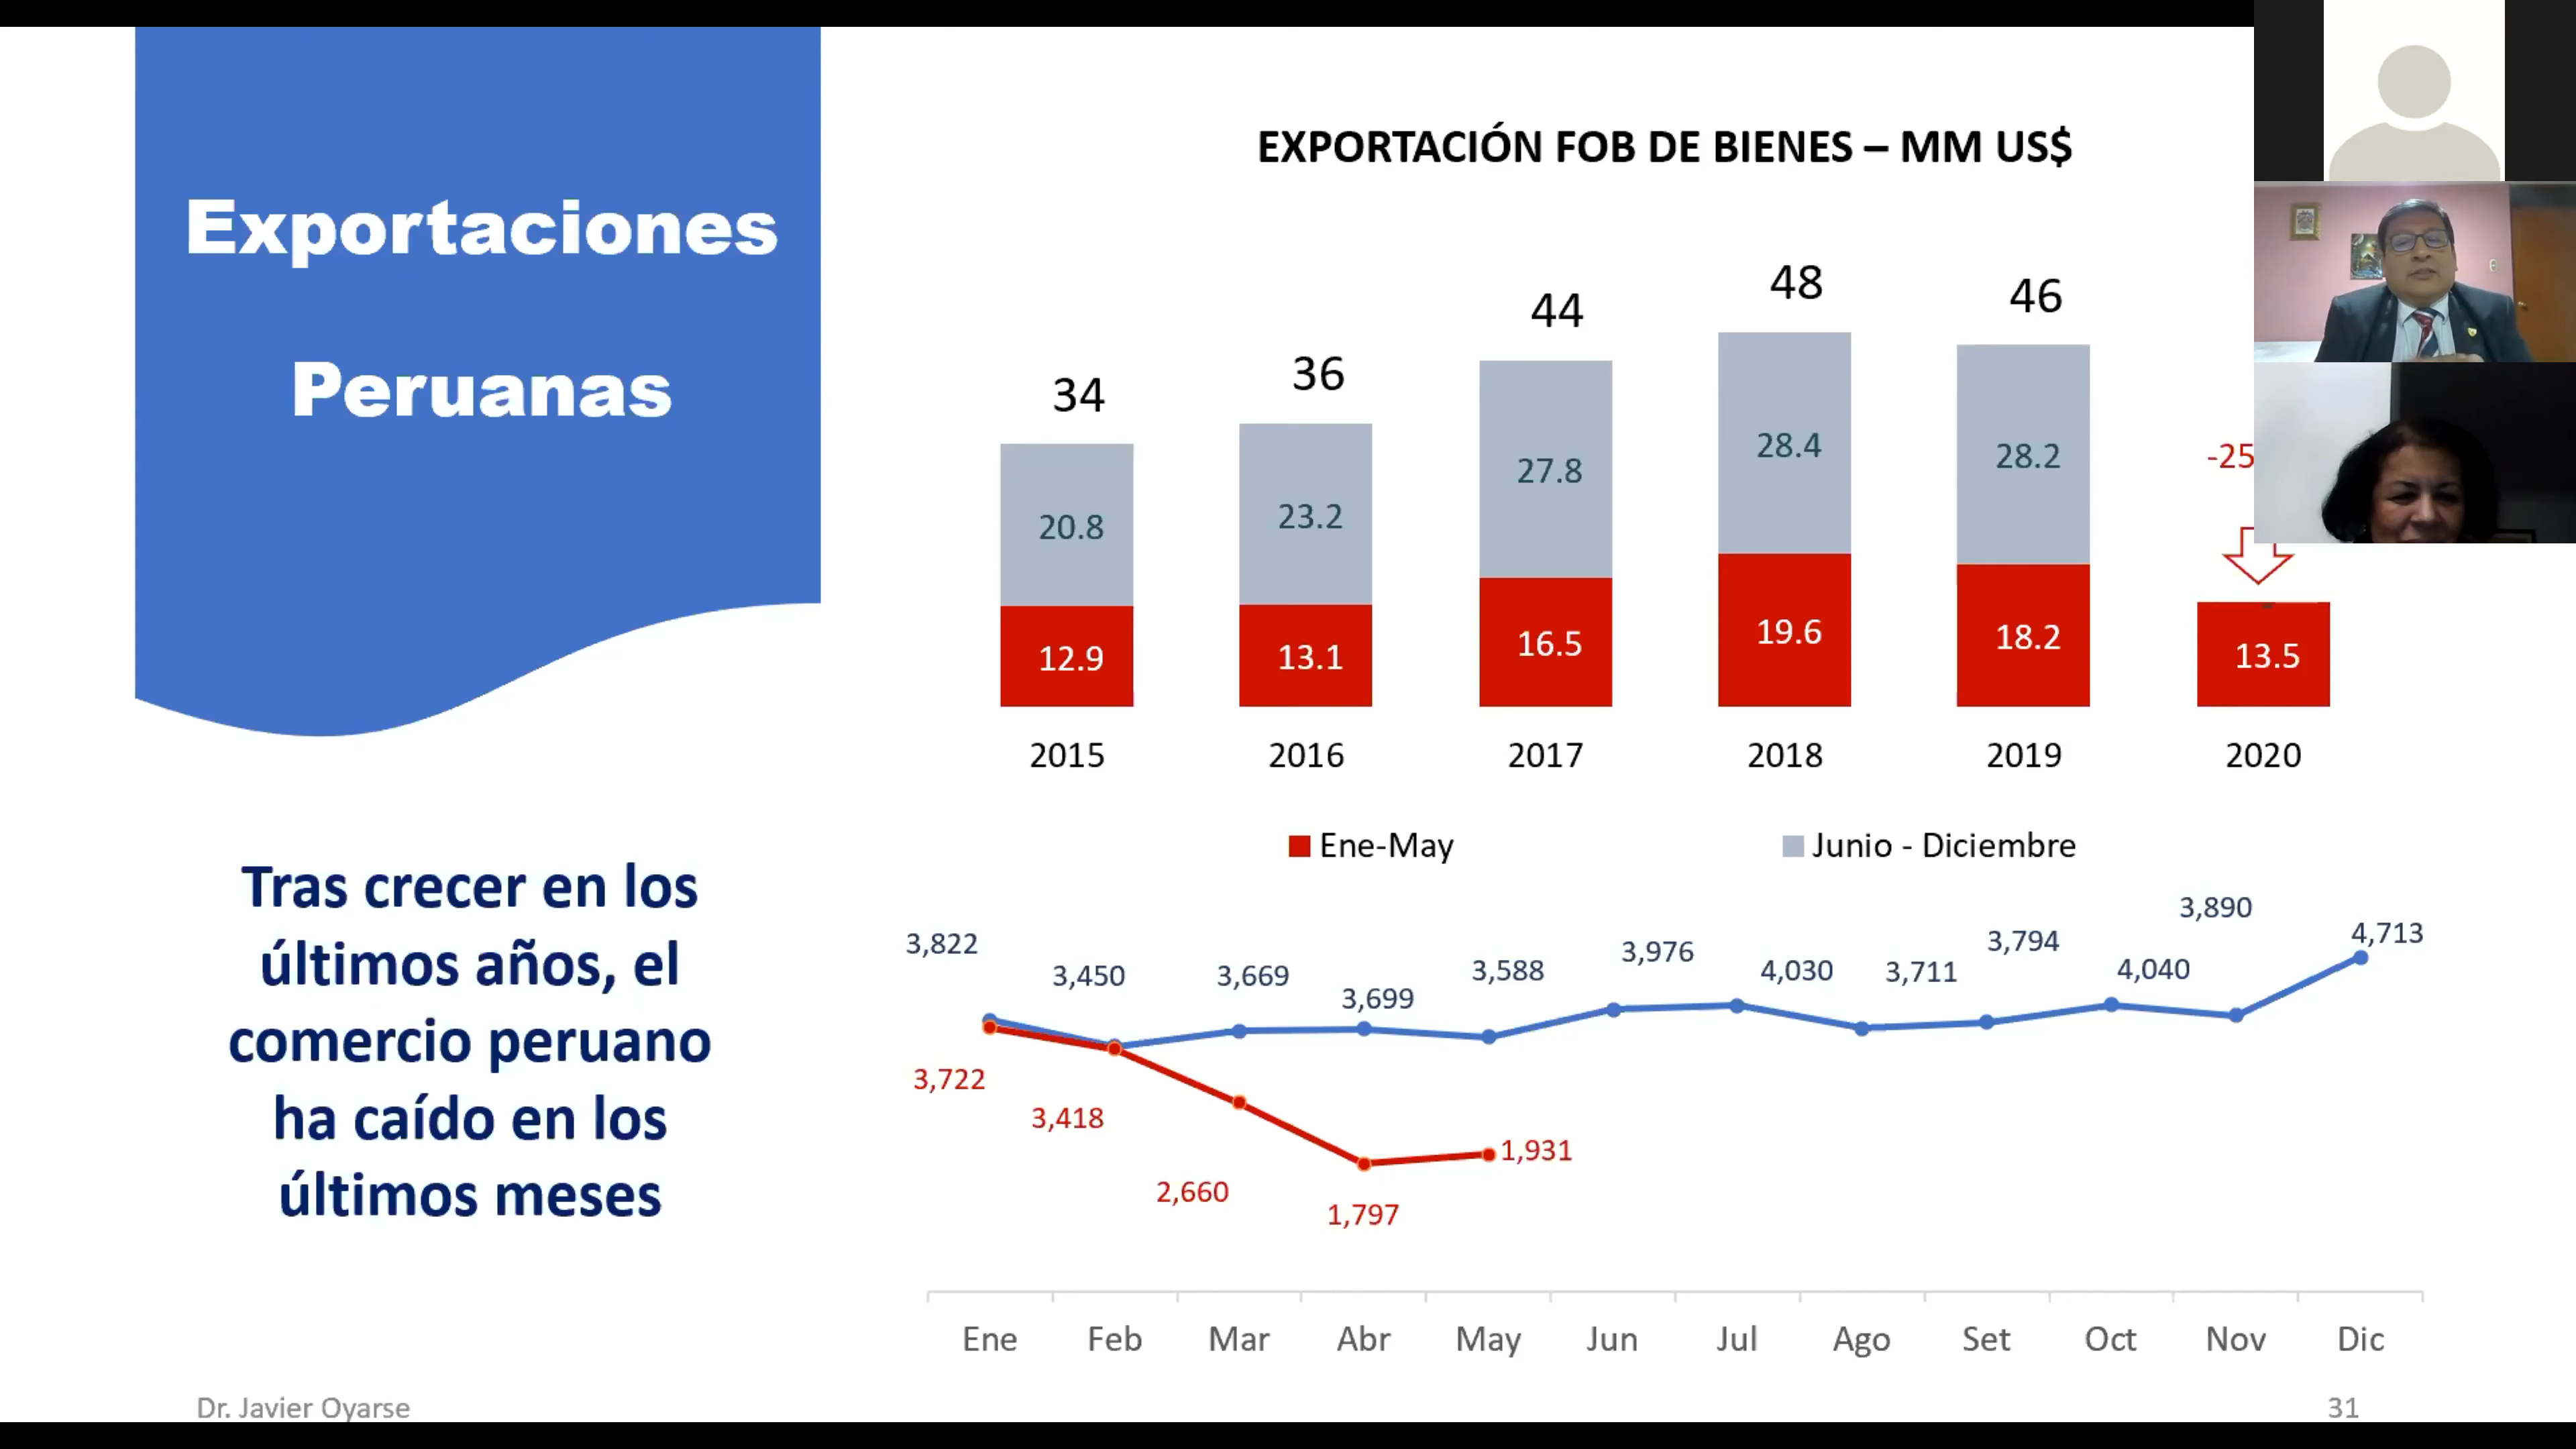 Exportaciones
Peruanas
Tras crecer en los
últimos años, el
comercio peruano
ha caído en los
últimos meses
EXPORTACIÓN FOB DE BIENES – MM US$
34
36
44
48
46
20.8
23.2
27.8
28.4
28.2
-25
12.9
13.1
16.5
19.6
18.2
13.5
2015
2016
2017
2018
2019
2020
Ene-May
Junio - Diciembre
3,822
3,450
3,669
3,699
3,588
3,976
4,030
3,711
3,794
4,040
3,890
4,713
3,722
3,418
2,660
1,797
1,931
Ene
Feb
Mar
Abr
May
Jun
Jul
Ago
Set
Oct
Nov
Dic
Dr. Javier Oyarse
31